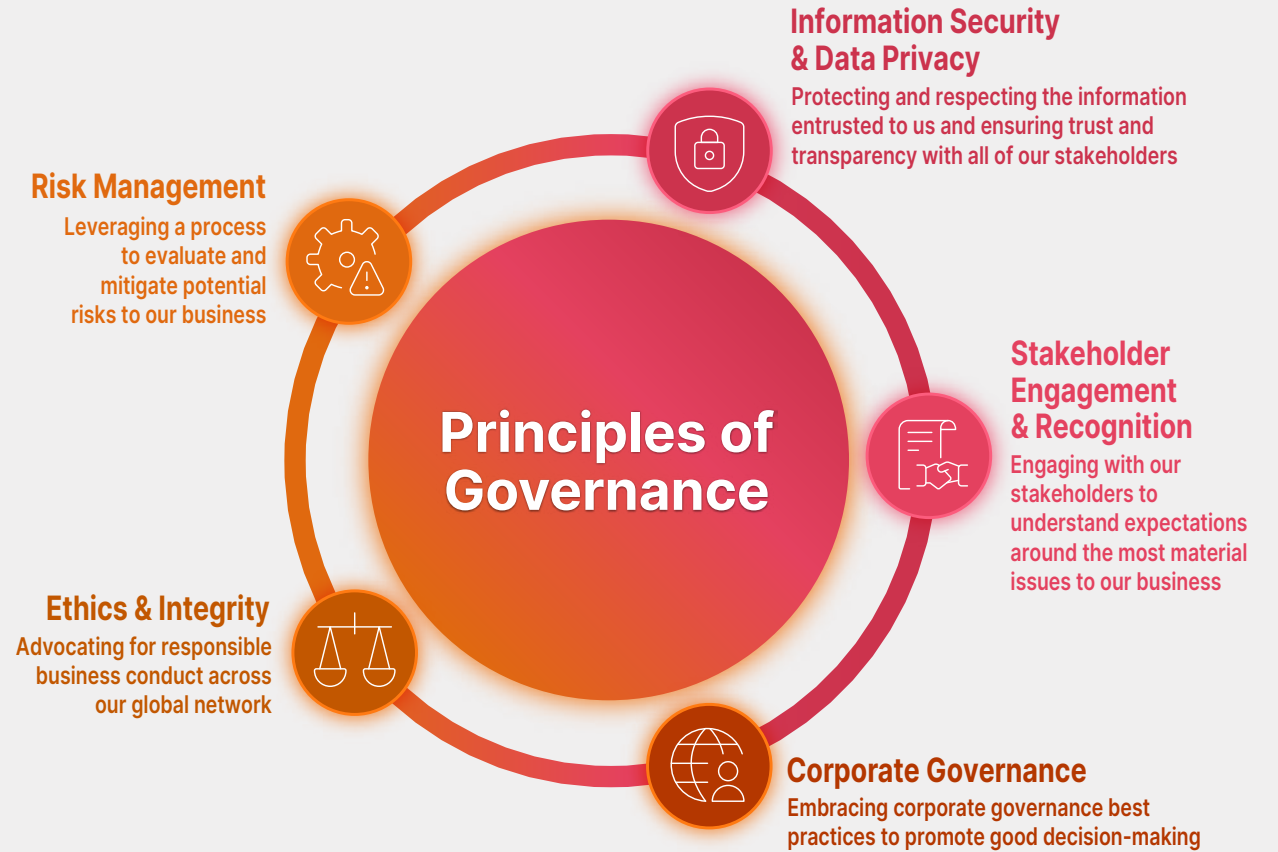 Information Security
& Data Privacy
Protecting and respecting the information
entrusted to us and ensuring trust and
transparency with all of our stakeholders
Risk Management
Leveraging a process
to evaluate and
mitigate potential
risks to our business
Stakeholder
Engagement
& Recognition
Engaging with our
stakeholders to
understand expectations
around the most material
issues to our business
Principles of
Governance
Ethics & Integrity
Advocating for responsible
business conduct across
our global network
Corporate Governance
Embracing corporate governance best
practices to promote good decision-making